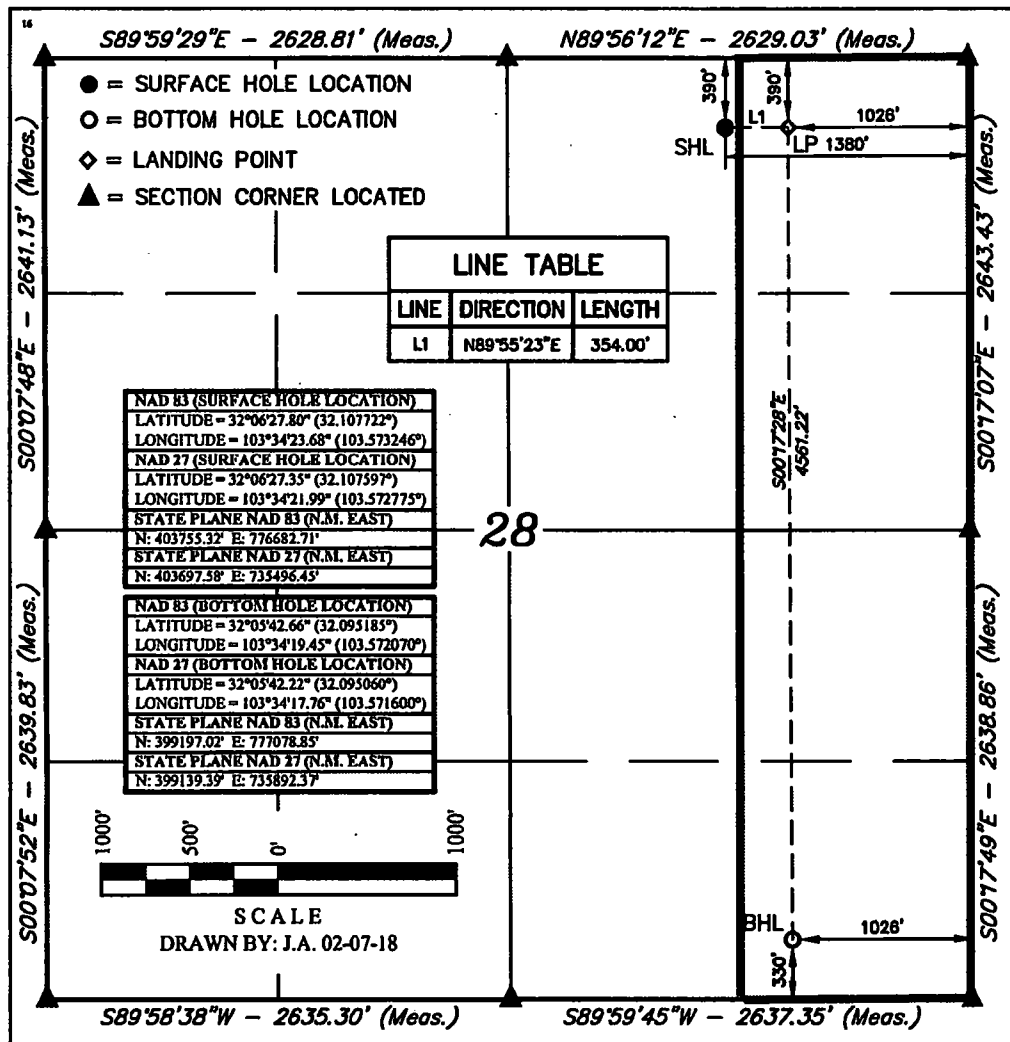 16
S89°59'29"E - 2628.81' (Meas.)
N89°56'12"E - 2629.03' (Meas.)
● = SURFACE HOLE LOCATION
○ = BOTTOM HOLE LOCATION
◇ = LANDING POINT
▲ = SECTION CORNER LOCATED
390'
390'
L1
1026'
SHL
LP 1380'
S00°07'48"E - 2641.13' (Meas.)
S00°17'07"E - 2643.43' (Meas.)
LINE TABLE
LINE DIRECTION LENGTH
L1 N89°55'23"E 354.00'
NAD 83 (SURFACE HOLE LOCATION)
LATITUDE = 32°06'27.80" (32.107722°)
LONGITUDE = 103°34'23.68" (103.573246°)
NAD 27 (SURFACE HOLE LOCATION)
LATITUDE = 32°06'27.35" (32.107597°)
LONGITUDE = 103°34'21.99" (103.572775°)
STATE PLANE NAD 83 (N.M. EAST)
N: 403755.32' E: 776682.71'
STATE PLANE NAD 27 (N.M. EAST)
N: 403697.58' E: 735496.45'
S00°17'28"E
4561.22'
28
NAD 83 (BOTTOM HOLE LOCATION)
LATITUDE = 32°05'42.66" (32.095185°)
LONGITUDE = 103°34'19.45" (103.572070°)
NAD 27 (BOTTOM HOLE LOCATION)
LATITUDE = 32°05'42.22" (32.095060°)
LONGITUDE = 103°34'17.76" (103.571600°)
STATE PLANE NAD 83 (N.M. EAST)
N: 399197.02' E: 777078.85'
STATE PLANE NAD 27 (N.M. EAST)
N: 399139.39' E: 735892.37'
S00°07'52"E - 2639.83' (Meas.)
S00°17'49"E - 2638.86' (Meas.)
1000' 500' 0' 1000'
SCALE
DRAWN BY: J.A. 02-07-18
BHL
1026'
330'
S89°58'38"W - 2635.30' (Meas.)
S89°59'45"W - 2637.35' (Meas.)